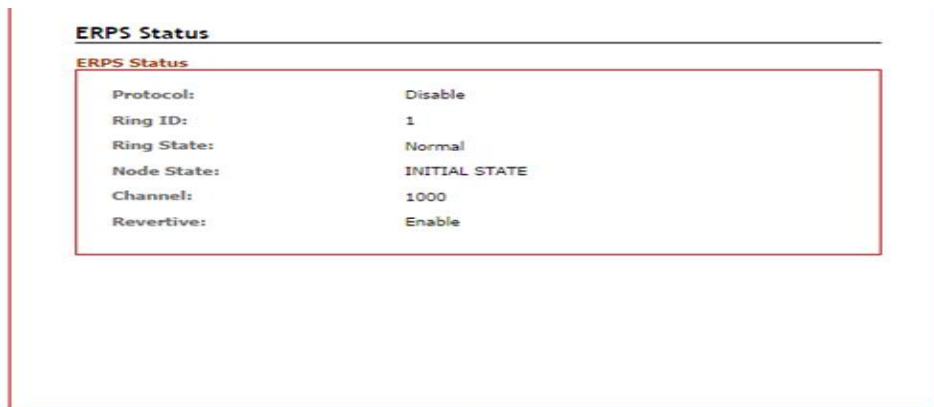 ERPS Status
ERPS Status
Protocol: Disable
Ring ID: 1
Ring State: Normal
Node State: INITIAL STATE
Channel: 1000
Revertive: Enable